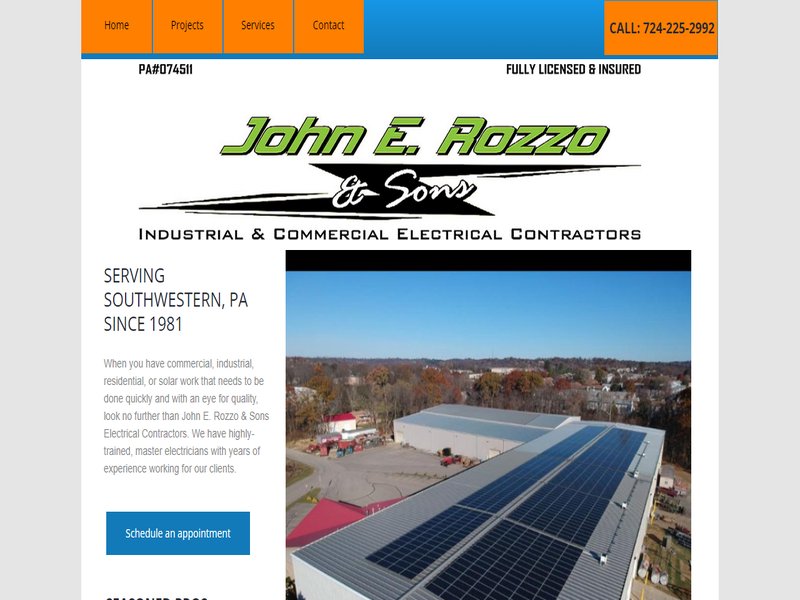 Home Projects Services Contact
CALL: 724-225-2992
PA#074511 FULLY LICENSED & INSURED
John E. Rozzo
& Sons
INDUSTRIAL & COMMERCIAL ELECTRICAL CONTRACTORS
SERVING
SOUTHWESTERN, PA
SINCE 1981
When you have commercial, industrial,
residential, or solar work that needs to be
done quickly and with an eye for quality,
look no further than John E. Rozzo & Sons
Electrical Contractors. We have highly-
trained, master electricians with years of
experience working for our clients.
Schedule an appointment
SEASONED PROS